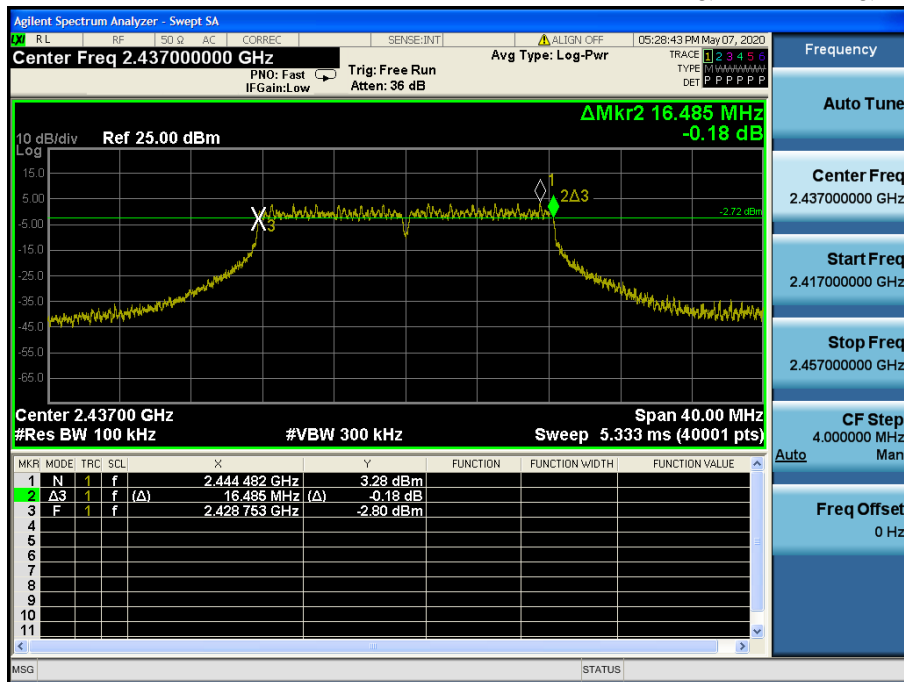 Agilent Spectrum Analyzer - Swept SA
LXI RL RF 50 Ω AC CORREC SENSE:INT ALIGN OFF 05:28:43 PM May 07, 2020
Center Freq 2.437000000 GHz
PNO: Fast
IFGain:Low
Trig: Free Run
Atten: 36 dB
Avg Type: Log-Pwr
TRACE 1 2 3 4 5 6
TYPE M
DET P P P P P P
ΔMkr2 16.485 MHz
-0.18 dB
10 dB/div Ref 25.00 dBm
Log
15.0
5.00
-5.00
-15.0
-25.0
-35.0
-45.0
-55.0
-65.0
1
2Δ3
3
-2.72 dBm
Center 2.43700 GHz Span 40.00 MHz
#Res BW 100 kHz #VBW 300 kHz Sweep 5.333 ms (40001 pts)
MKR MODE TRC SCL X Y FUNCTION FUNCTION WIDTH FUNCTION VALUE
1 N 1 f 2.444 482 GHz 3.28 dBm
2 Δ3 1 f (Δ) 16.485 MHz (Δ) -0.18 dB
3 F 1 f 2.428 753 GHz -2.80 dBm
4
5
6
7
8
9
10
11
MSG STATUS
Frequency
Auto Tune
Center Freq
2.437000000 GHz
Start Freq
2.417000000 GHz
Stop Freq
2.457000000 GHz
CF Step
4.000000 MHz
Auto Man
Freq Offset
0 Hz